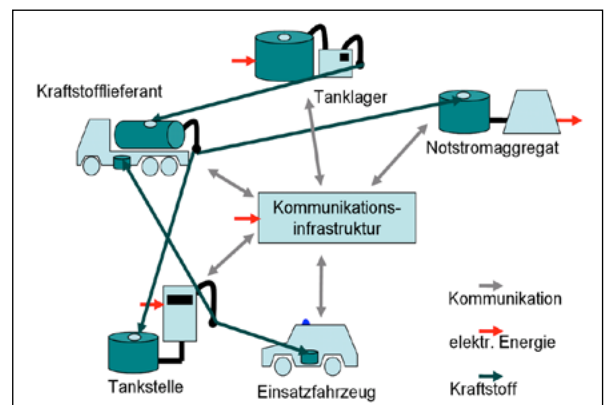 Kraftstofflieferant
Tanklager
Notstromaggregat
Kommunikations-
infrastruktur
Tankstelle
Einsatzfahrzeug
Kommunikation
elektr. Energie
Kraftstoff